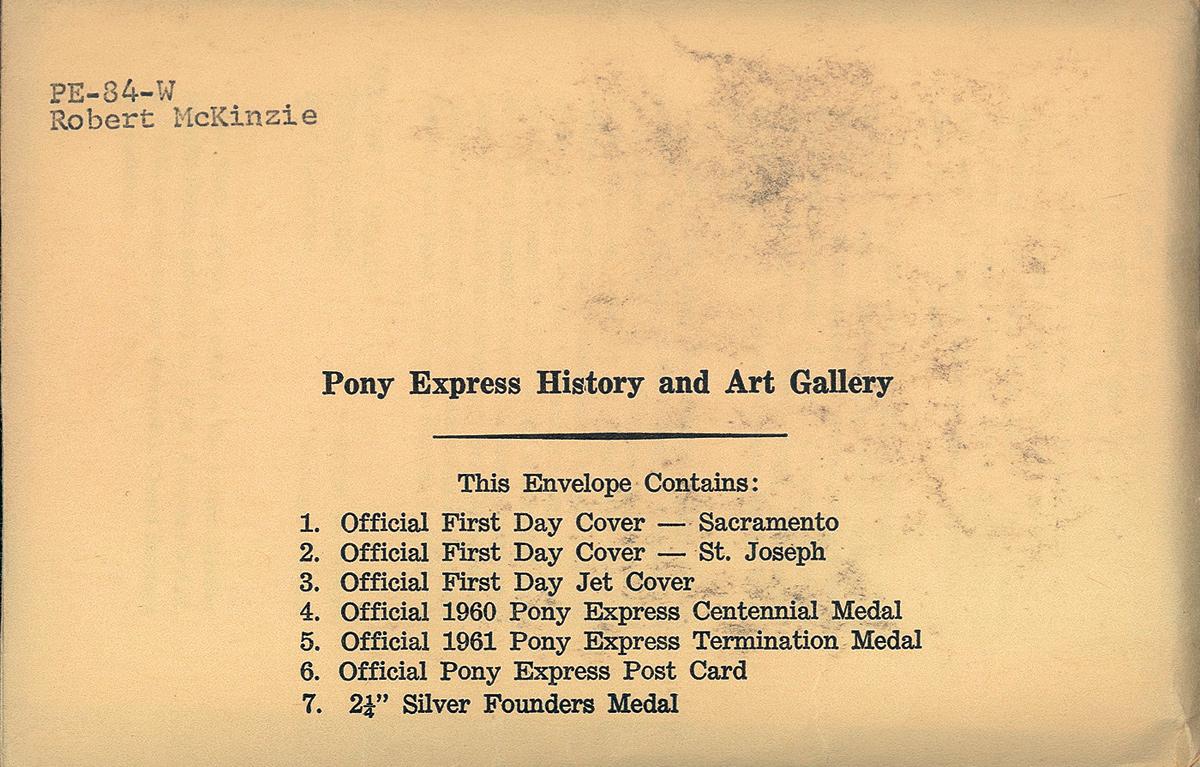 PE-84-W
Robert McKinzie
Pony Express History and Art Gallery
This Envelope Contains:
1. Official First Day Cover — Sacramento
2. Official First Day Cover — St. Joseph
3. Official First Day Jet Cover
4. Official 1960 Pony Express Centennial Medal
5. Official 1961 Pony Express Termination Medal
6. Official Pony Express Post Card
7. 2¼” Silver Founders Medal